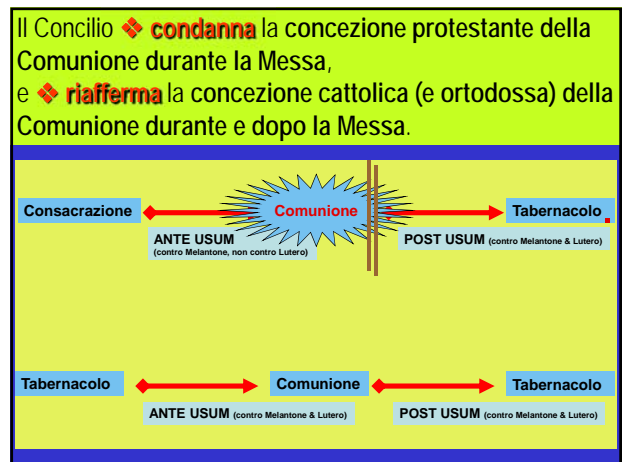 Il Concilio ❖ condanna la concezione protestante della
Comunione durante la Messa,
e ❖ riafferma la concezione cattolica (e ortodossa) della
Comunione durante e dopo la Messa.
Consacrazione
Comunione
Tabernacolo
ANTE USUM
(contro Melantone, non contro Lutero)
POST USUM (contro Melantone & Lutero)
Tabernacolo
Comunione
Tabernacolo
ANTE USUM (contro Melantone & Lutero)
POST USUM (contro Melantone & Lutero)